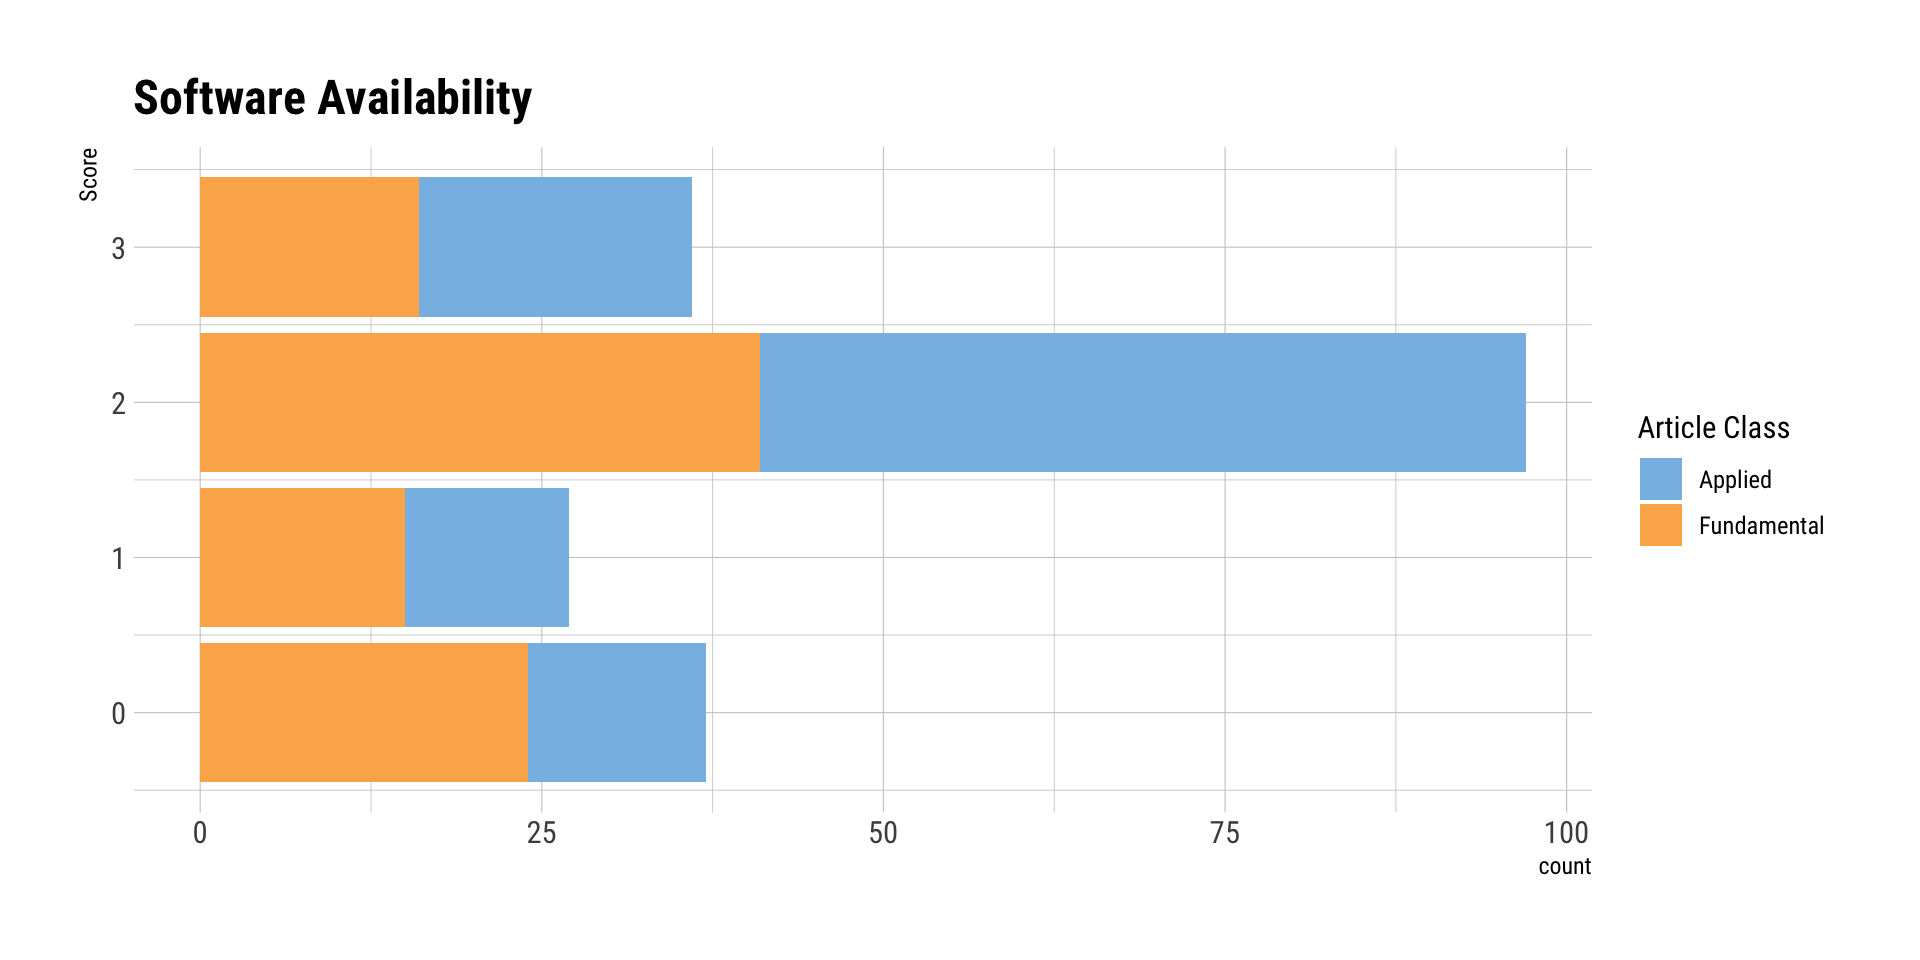 Software Availability
Score
3
2
1
0
0 25 50 75 100
count
Article Class
Applied
Fundamental